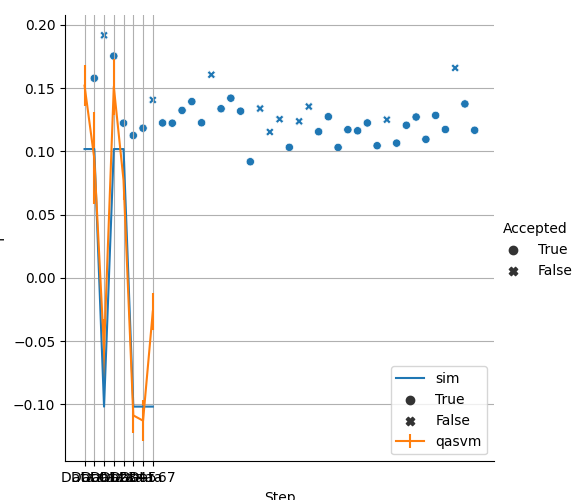 0.20
0.15
0.10
0.05
0.00
−0.05
−0.10
Accepted
True
False
sim
True
False
qasvm
Step